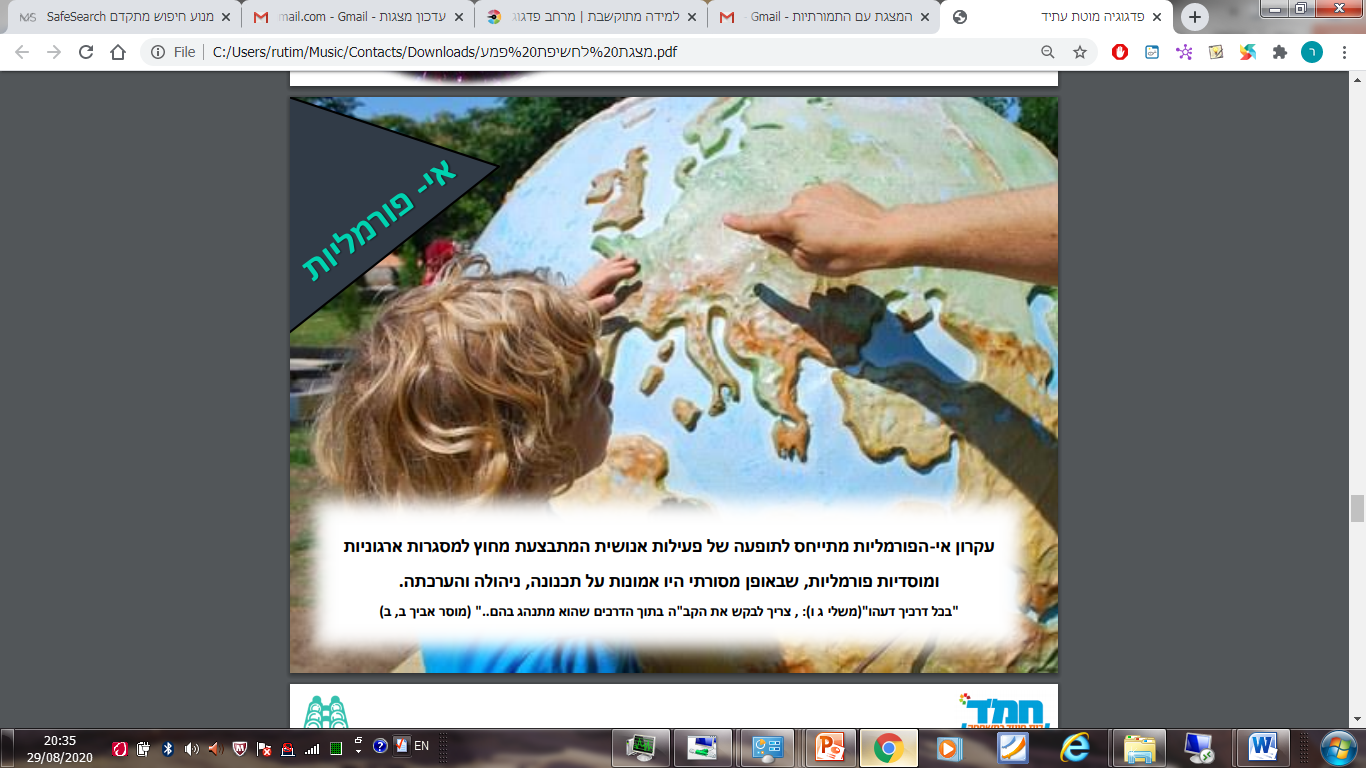 מנוע חיפוש מתקדם SafeSearch
עדכון מצגות - mail.com - Gmail
למידה מתוקשבת | מרחב פדגוג
המצגת עם התמורתיות - Gmail
פדגוגיה מוטת עתיד
File | C:/Users/rutim/Music/Contacts/Downloads/מצגת%20לחשיפת%20פמע.pdf
אי- פורמליות
עקרון אי-הפורמליות מתייחס לתופעה של פעילות אנושית המתבצעת מחוץ למסגרות ארגוניות
ומוסדיות פורמליות, שבאופן מסורתי היו אמונות על תכנונה, ניהולה והערכתה.
"בכל דרכיך דעהו"(משלי ג ו): , צריך לבקש את הקב"ה בתוך הדרכים שהוא מתנהג בהם.." (מוסר אביך ב, ב)
חמד
20:35
29/08/2020
EN